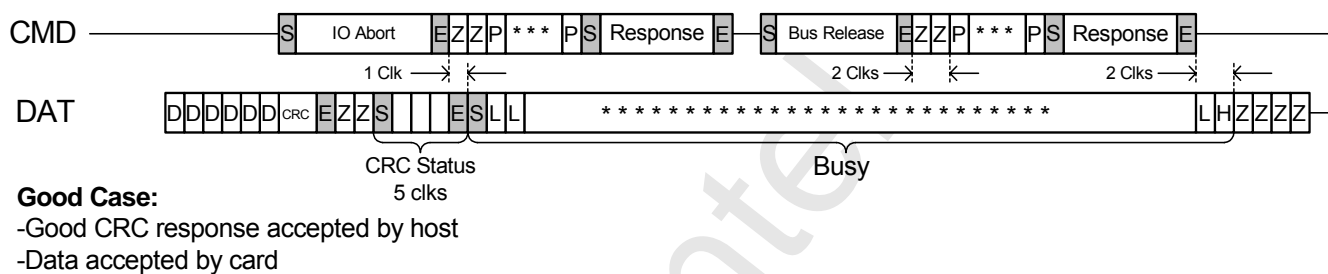 CMD S IO Abort E Z Z P * * * P S Response E S Bus Release E Z Z P * * * P S Response E
1 Clk 2 Clks 2 Clks
DAT D D D D D D CRC E Z Z S E S L L * * * * * * * * * * * * * * * * * * * * * * * * * * * L H Z Z Z Z
CRC Status Busy
5 clks
Good Case:
-Good CRC response accepted by host
-Data accepted by card